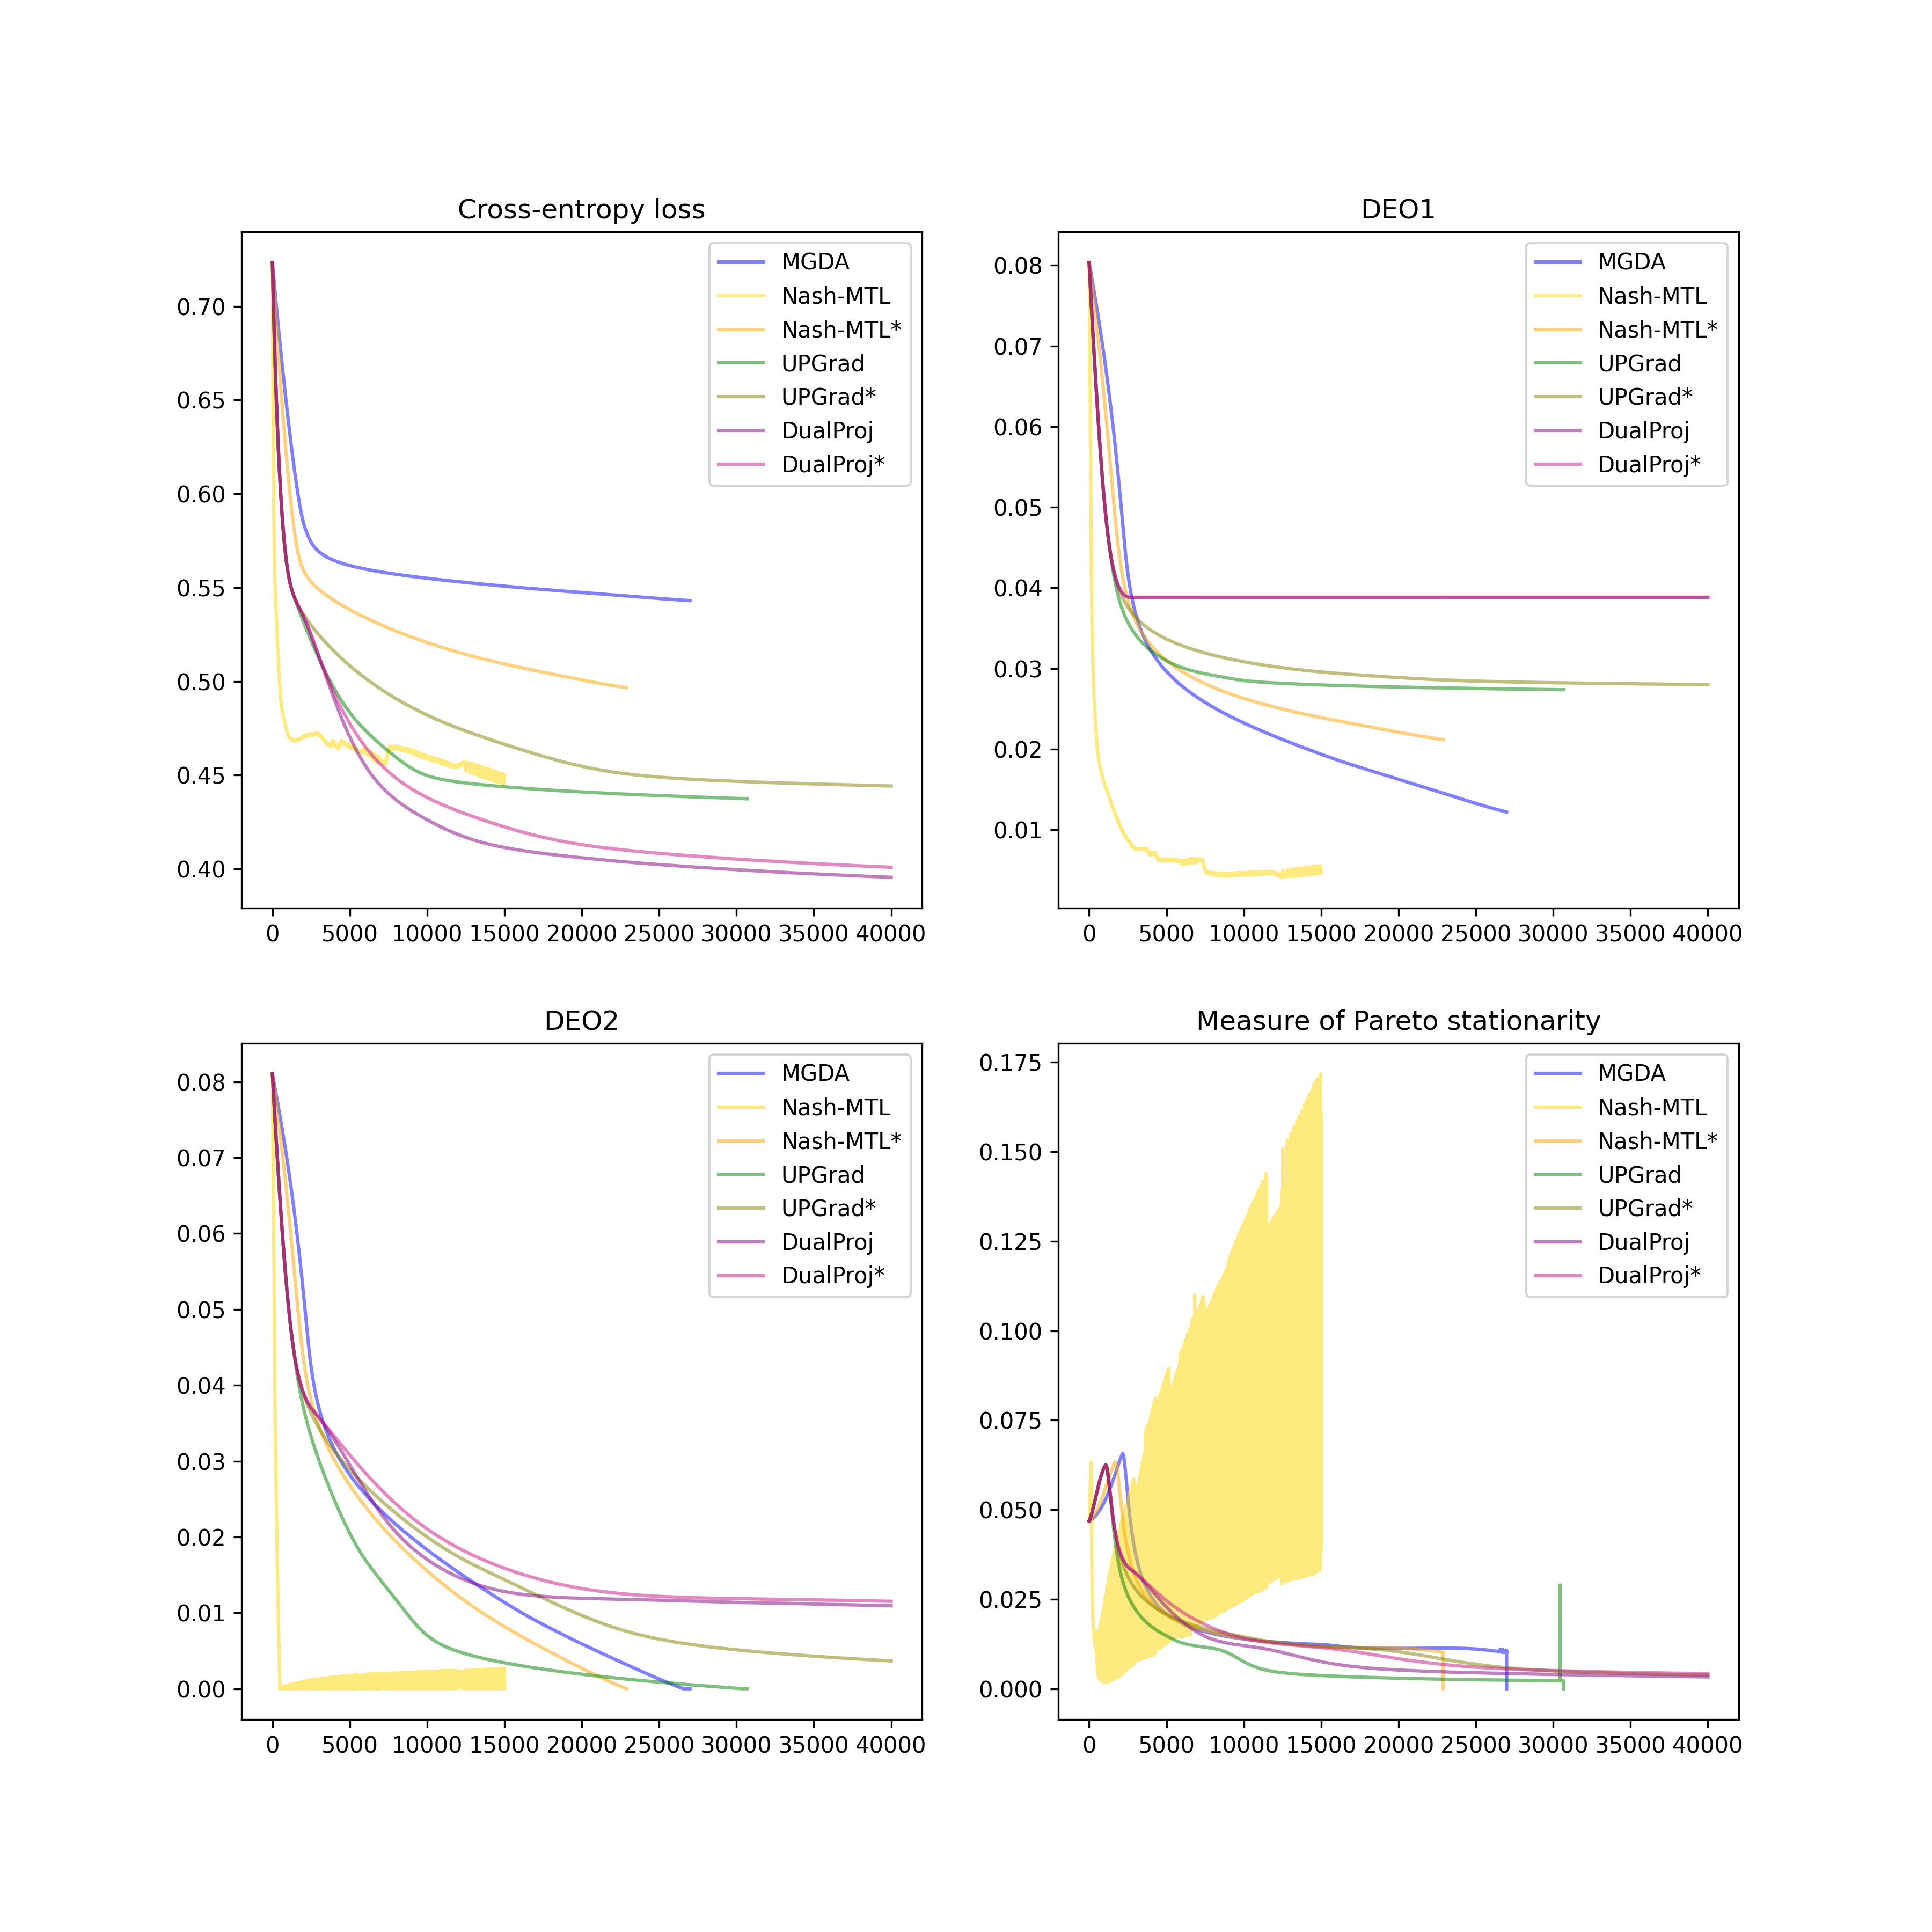 Cross-entropy loss
0.70
0.65
0.60
0.55
0.50
0.45
0.40
0 5000 10000 15000 20000 25000 30000 35000 40000
MGDA
Nash-MTL
Nash-MTL*
UPGrad
UPGrad*
DualProj
DualProj*
DEO1
0.08
0.07
0.06
0.05
0.04
0.03
0.02
0.01
0 5000 10000 15000 20000 25000 30000 35000 40000
MGDA
Nash-MTL
Nash-MTL*
UPGrad
UPGrad*
DualProj
DualProj*
DEO2
0.08
0.07
0.06
0.05
0.04
0.03
0.02
0.01
0.00
0 5000 10000 15000 20000 25000 30000 35000 40000
MGDA
Nash-MTL
Nash-MTL*
UPGrad
UPGrad*
DualProj
DualProj*
Measure of Pareto stationarity
0.175
0.150
0.125
0.100
0.075
0.050
0.025
0.000
0 5000 10000 15000 20000 25000 30000 35000 40000
MGDA
Nash-MTL
Nash-MTL*
UPGrad
UPGrad*
DualProj
DualProj*